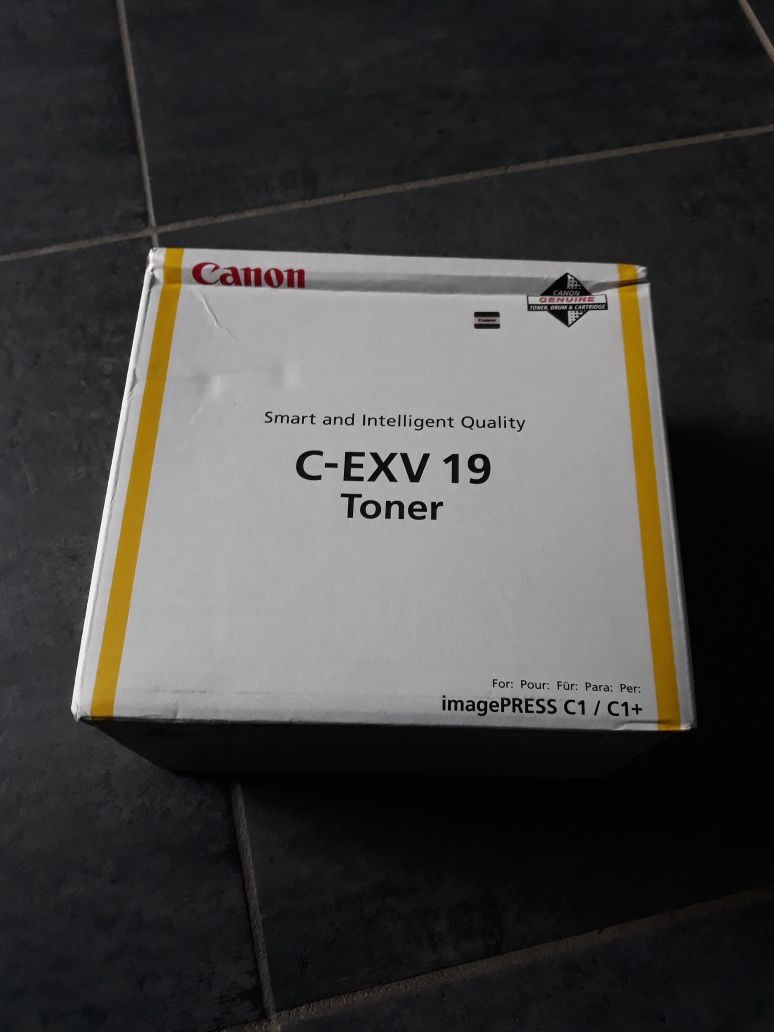 Canon
CANON
GENUINE
TONER, DRUM & CARTRIDGE
Canon
Smart and Intelligent Quality
C-EXV 19
Toner
For: Pour: Für: Para: Per:
imagePRESS C1 / C1+